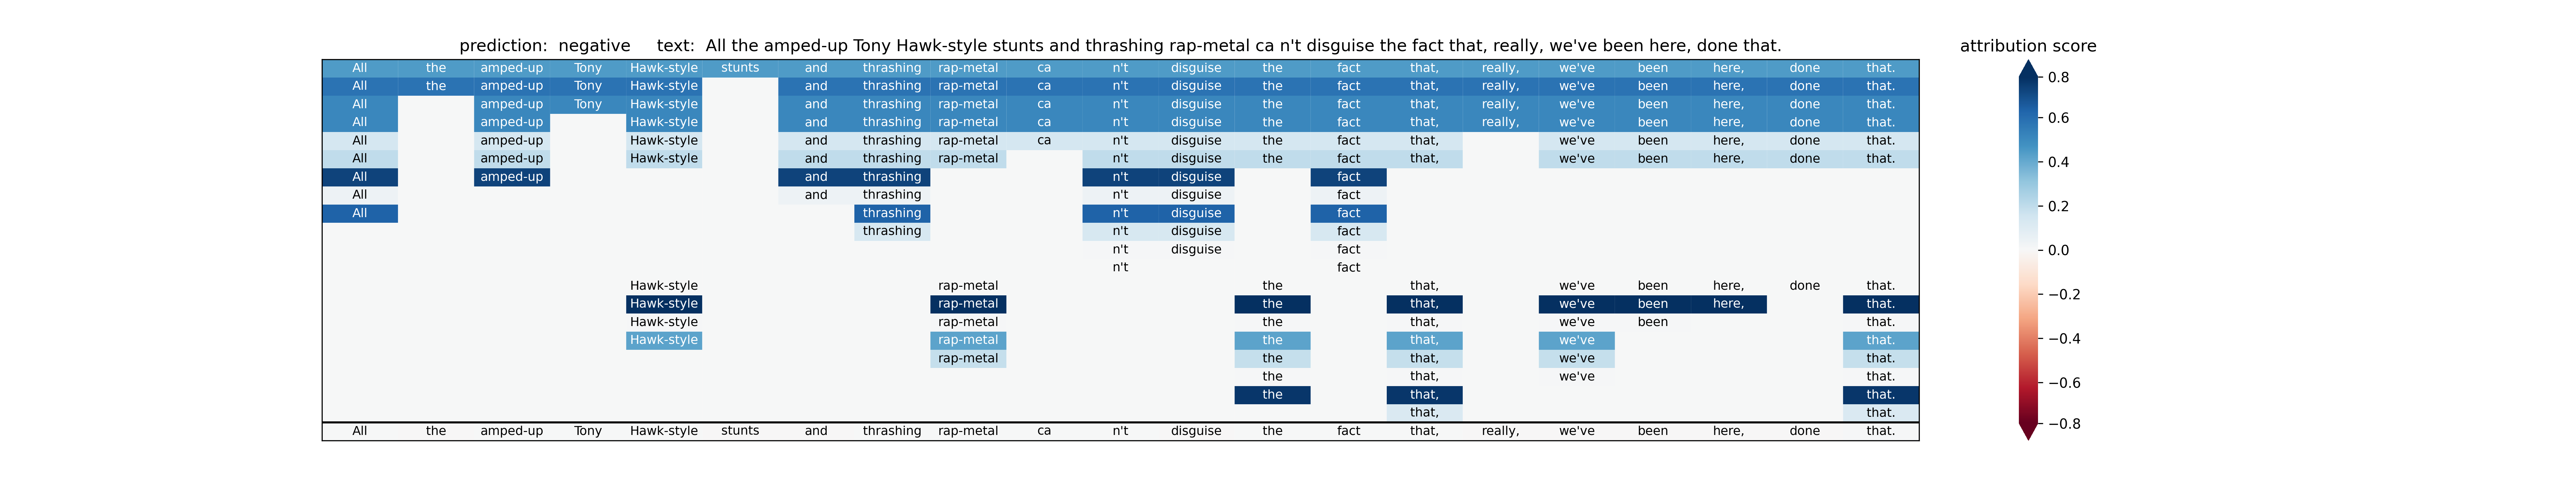 prediction: negative text: All the amped-up Tony Hawk-style stunts and thrashing rap-metal ca n't disguise the fact that, really, we've been here, done that.
attribution score
All the amped-up Tony Hawk-style stunts and thrashing rap-metal ca n't disguise the fact that, really, we've been here, done that.
All the amped-up Tony Hawk-style and thrashing rap-metal ca n't disguise the fact that, really, we've been here, done that.
All amped-up Tony Hawk-style and thrashing rap-metal ca n't disguise the fact that, really, we've been here, done that.
All amped-up Hawk-style and thrashing rap-metal ca n't disguise the fact that, really, we've been here, done that.
All amped-up Hawk-style and thrashing rap-metal ca n't disguise the fact that, we've been here, done that.
All amped-up Hawk-style and thrashing rap-metal n't disguise the fact that, we've been here, done that.
All amped-up and thrashing n't disguise fact
All and thrashing n't disguise fact
All thrashing n't disguise fact
thrashing n't disguise fact
n't disguise fact
n't fact
Hawk-style rap-metal the that, we've been here, done that.
Hawk-style rap-metal the that, we've been here, that.
Hawk-style rap-metal the that, we've been that.
Hawk-style rap-metal the that, we've that.
rap-metal the that, we've that.
the that, we've that.
the that, that.
that, that.
All the amped-up Tony Hawk-style stunts and thrashing rap-metal ca n't disguise the fact that, really, we've been here, done that.
0.8
0.6
0.4
0.2
0.0
−0.2
−0.4
−0.6
−0.8